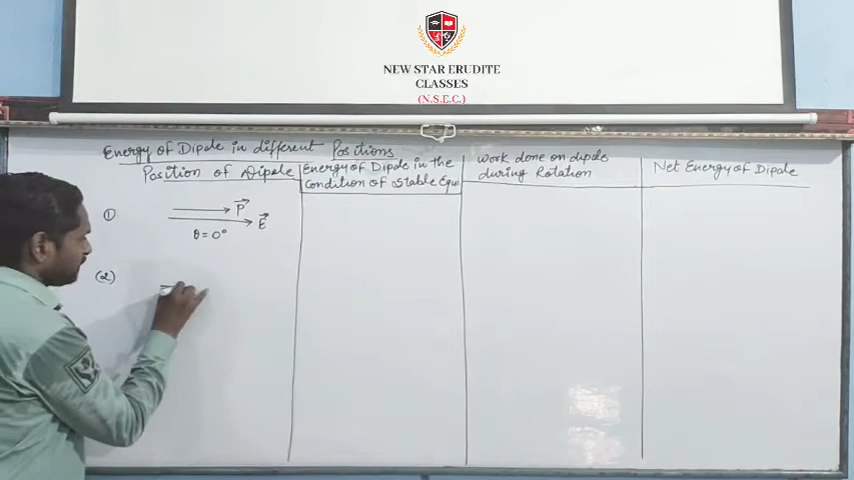 NEW STAR ERUDITE
CLASSES
(N.S.E.C.)
Energy of Dipole in different Positions
Position of Dipole
Energy of Dipole in the
Condition of Stable Equi
work done on dipole
during Rotation
Net Energy of Dipole
① P⃗
E⃗
θ = 0°
(2)